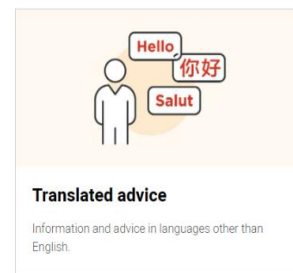 Hello
你好
Salut
Translated advice
Information and advice in languages other than
English.